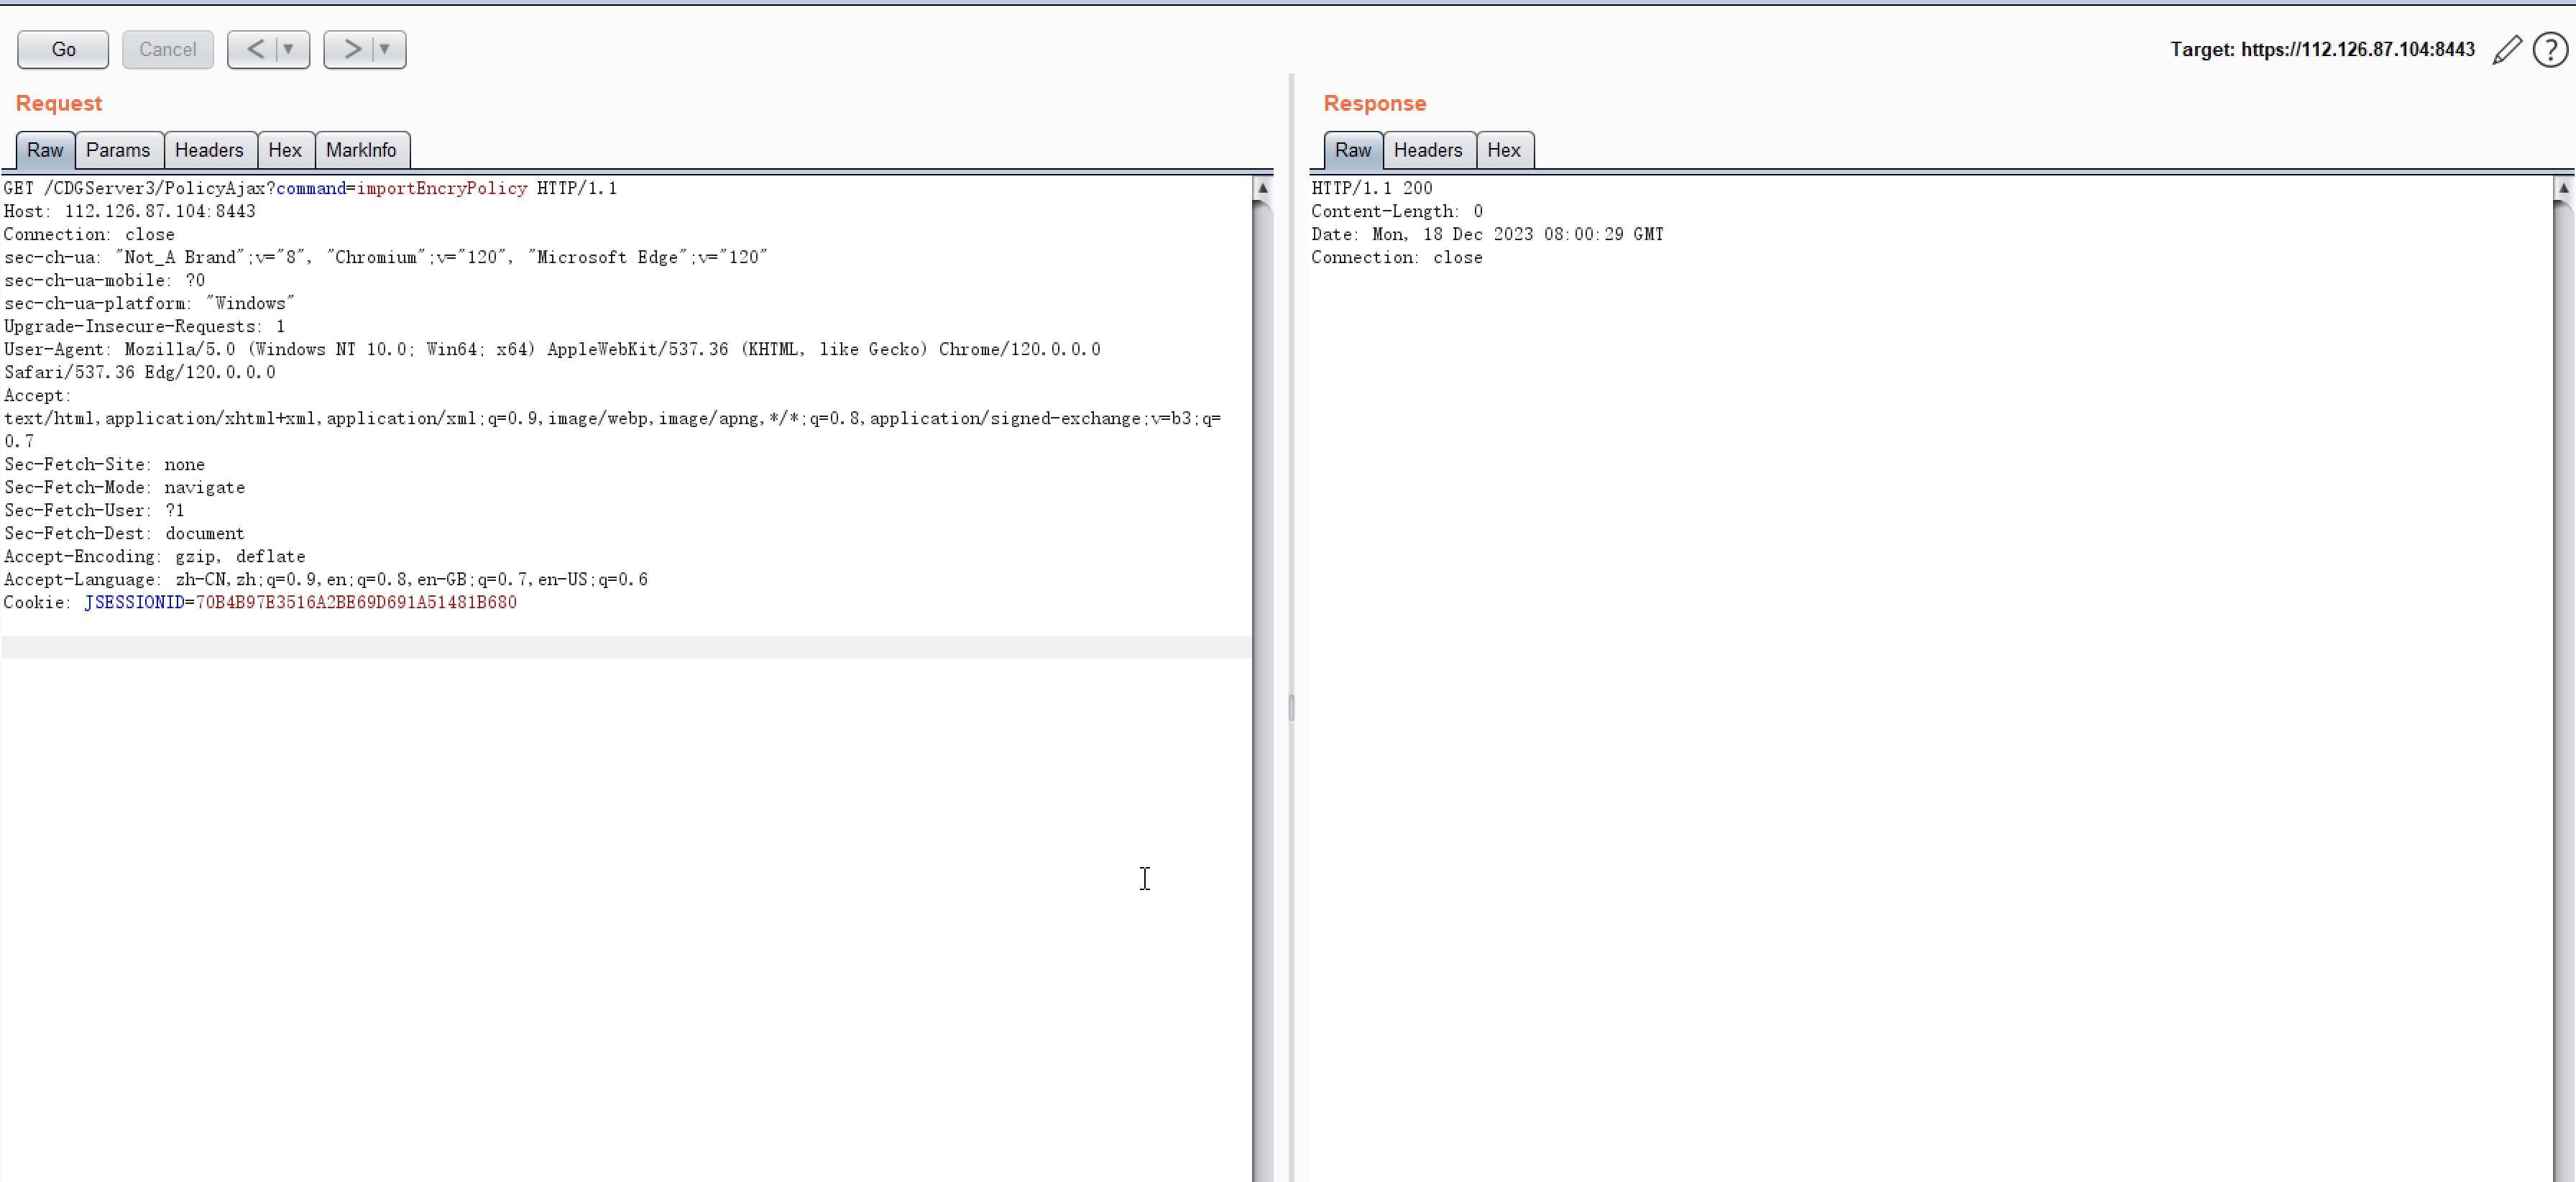 Go Cancel < > Target: https://112.126.87.104:8443
Request
Raw Params Headers Hex MarkInfo
GET /CDGServer3/PolicyAjax?command=importEncryPolicy HTTP/1.1
Host: 112.126.87.104:8443
Connection: close
sec-ch-ua: "Not_A Brand";v="8", "Chromium";v="120", "Microsoft Edge";v="120"
sec-ch-ua-mobile: ?0
sec-ch-ua-platform: "Windows"
Upgrade-Insecure-Requests: 1
User-Agent: Mozilla/5.0 (Windows NT 10.0; Win64; x64) AppleWebKit/537.36 (KHTML, like Gecko) Chrome/120.0.0.0
Safari/537.36 Edg/120.0.0.0
Accept:
text/html,application/xhtml+xml,application/xml;q=0.9,image/webp,image/apng,*/*;q=0.8,application/signed-exchange;v=b3;q=
0.7
Sec-Fetch-Site: none
Sec-Fetch-Mode: navigate
Sec-Fetch-User: ?1
Sec-Fetch-Dest: document
Accept-Encoding: gzip, deflate
Accept-Language: zh-CN,zh;q=0.9,en;q=0.8,en-GB;q=0.7,en-US;q=0.6
Cookie: JSESSIONID=70B4B97E3516A2BE69D691A51481B680
Response
Raw Headers Hex
HTTP/1.1 200
Content-Length: 0
Date: Mon, 18 Dec 2023 08:00:29 GMT
Connection: close